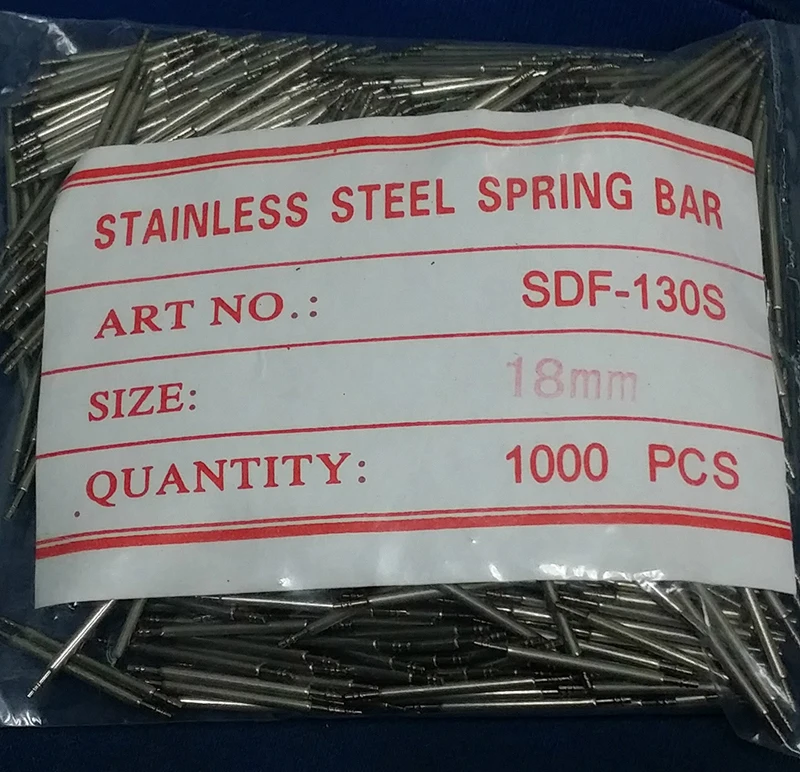 STAINLESS STEEL SPRING BAR
ART NO.: SDF-130S
SIZE: 18mm
QUANTITY: 1000 PCS